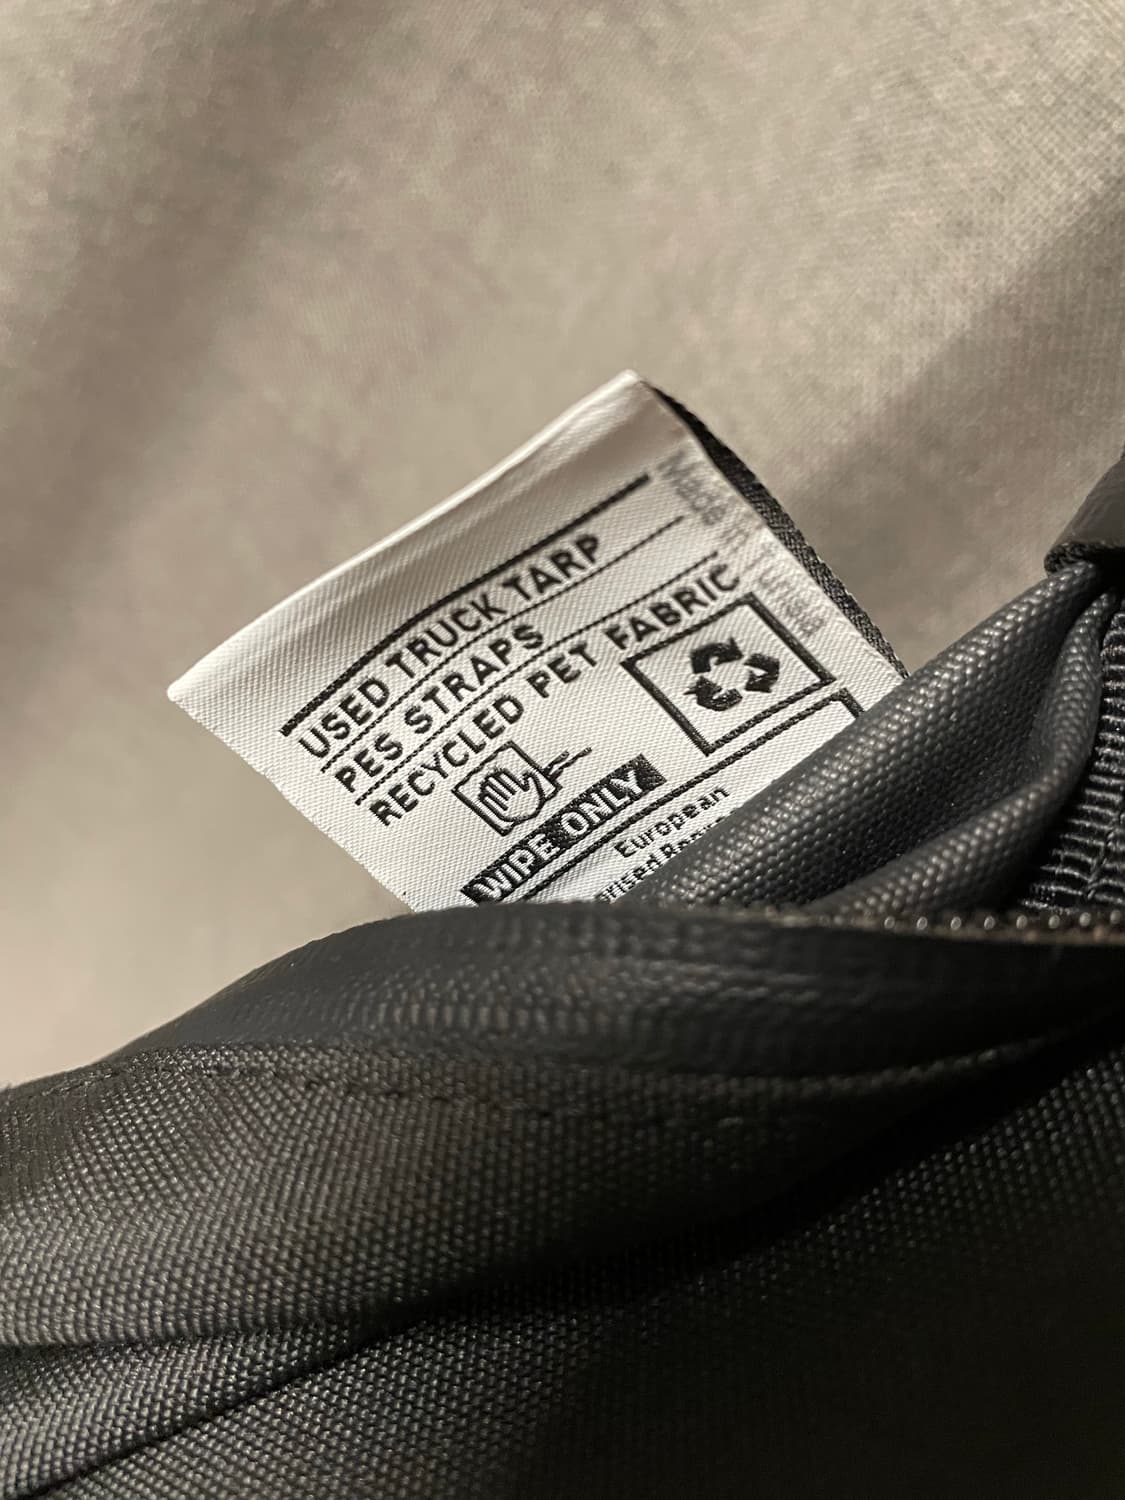 USED TRUCK TARP
PES STRAPS
RECYCLED PET FABRIC
WIPE ONLY
European